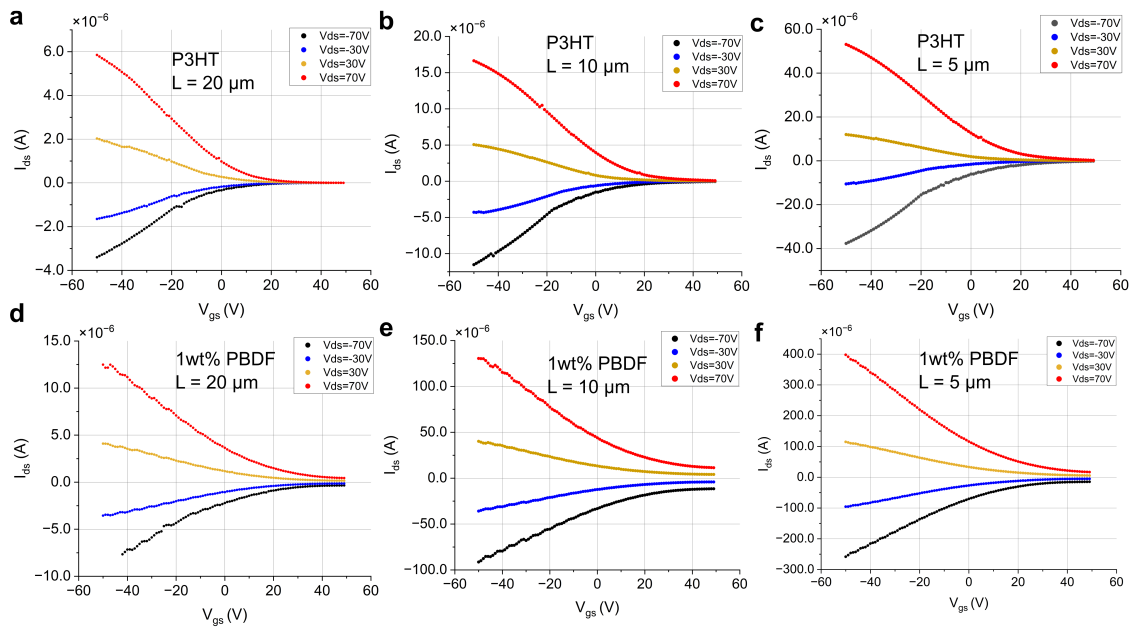 a
×10⁻⁶
P3HT
L = 20 µm
Vds=-70V
Vds=-30V
Vds=30V
Vds=70V
6.0
4.0
2.0
0.0
−2.0
−4.0
I_ds (A)
−60 −40 −20 0 20 40 60
V_gs (V)
b
×10⁻⁶
P3HT
L = 10 µm
Vds=-70V
Vds=-30V
Vds=30V
Vds=70V
20.0
15.0
10.0
5.0
0.0
−5.0
−10.0
I_ds (A)
−60 −40 −20 0 20 40 60
V_gs (V)
c
×10⁻⁶
P3HT
L = 5 µm
Vds=-70V
Vds=-30V
Vds=30V
Vds=70V
60.0
40.0
20.0
0.0
−20.0
−40.0
I_ds (A)
−60 −40 −20 0 20 40 60
V_gs (V)
d
×10⁻⁶
1wt% PBDF
L = 20 µm
Vds=-70V
Vds=-30V
Vds=30V
Vds=70V
15.0
10.0
5.0
0.0
−5.0
−10.0
I_ds (A)
−60 −40 −20 0 20 40 60
V_gs (V)
e
×10⁻⁶
1wt% PBDF
L = 10 µm
Vds=-70V
Vds=-30V
Vds=30V
Vds=70V
150.0
100.0
50.0
0.0
−50.0
−100.0
I_ds (A)
−60 −40 −20 0 20 40 60
V_gs (V)
f
×10⁻⁶
1wt% PBDF
L = 5 µm
Vds=-70V
Vds=-30V
Vds=30V
Vds=70V
400.0
300.0
200.0
100.0
0.0
−100.0
−200.0
−300.0
I_ds (A)
−60 −40 −20 0 20 40 60
V_gs (V)